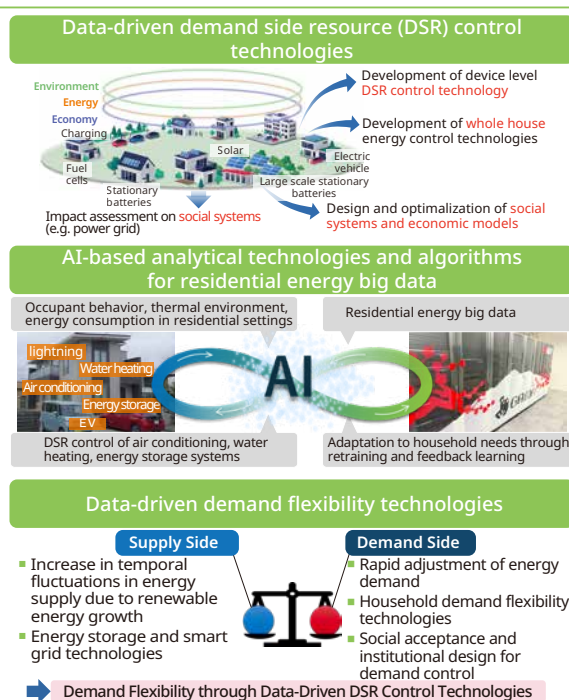 Data-driven demand side resource (DSR) control
technologies
Environment
Energy
Economy
Charging
Fuel
cells
Stationary
batteries
Solar
Electric
vehicle
Large scale stationary
batteries
Development of device level
DSR control technology
Development of whole house
energy control technologies
Impact assessment on social systems
(e.g. power grid)
Design and optimalization of social
systems and economic models
AI-based analytical technologies and algorithms
for residential energy big data
Occupant behavior, thermal environment,
energy consumption in residential settings
Residential energy big data
lightning
Water heating
Air conditioning
Energy storage
EV
AI
DSR control of air conditioning, water
heating, energy storage systems
Adaptation to household needs through
retraining and feedback learning
Data-driven demand flexibility technologies
Supply Side
Demand Side
Increase in temporal
fluctuations in energy
supply due to renewable
energy growth
Energy storage and smart
grid technologies
Rapid adjustment of energy
demand
Household demand flexibility
technologies
Social acceptance and
institutional design for
demand control
Demand Flexibility through Data-Driven DSR Control Technologies